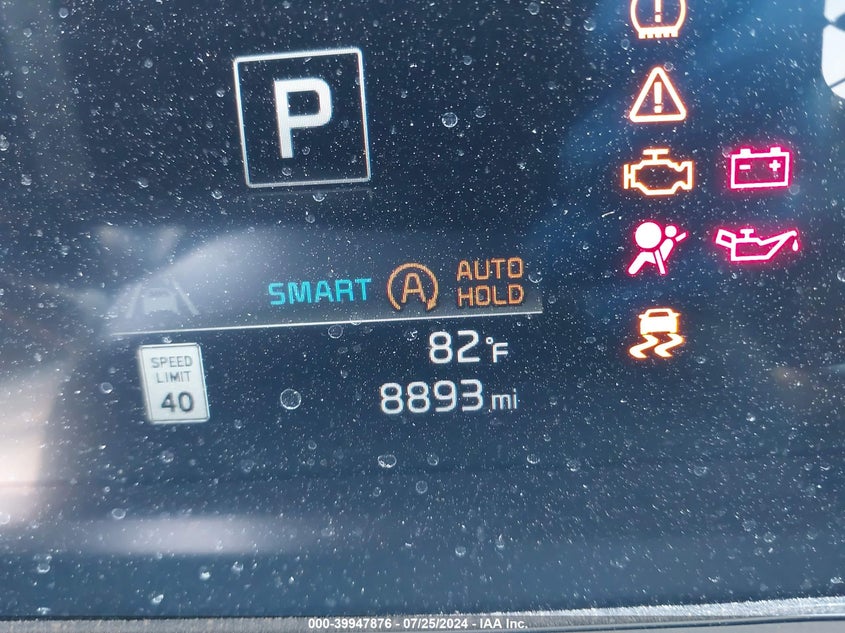 P
SMART A AUTO HOLD
82°F
SPEED LIMIT 40
8893 mi
000-39947876 - 07/25/2024 - IAA Inc.